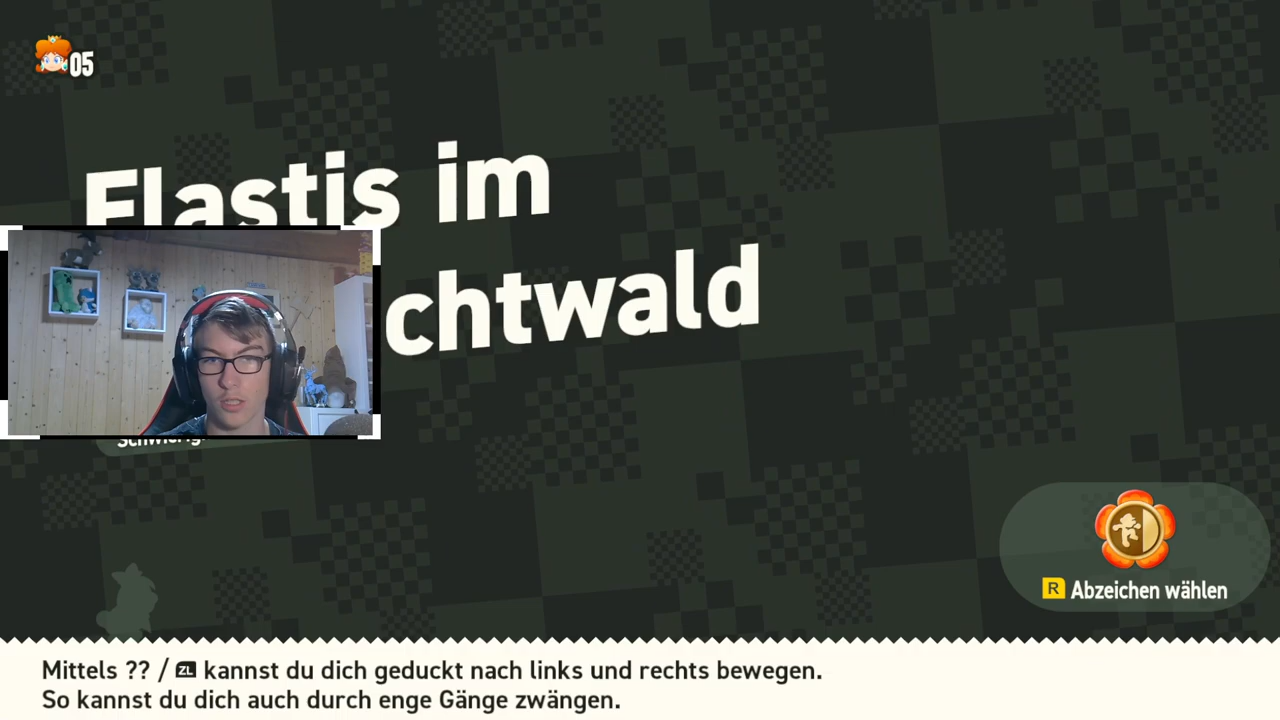 05
Elastis im
chtwald
Mittels ?? / ZL kannst du dich geduckt nach links und rechts bewegen.
So kannst du dich auch durch enge Gänge zwängen.
R Abzeichen wählen